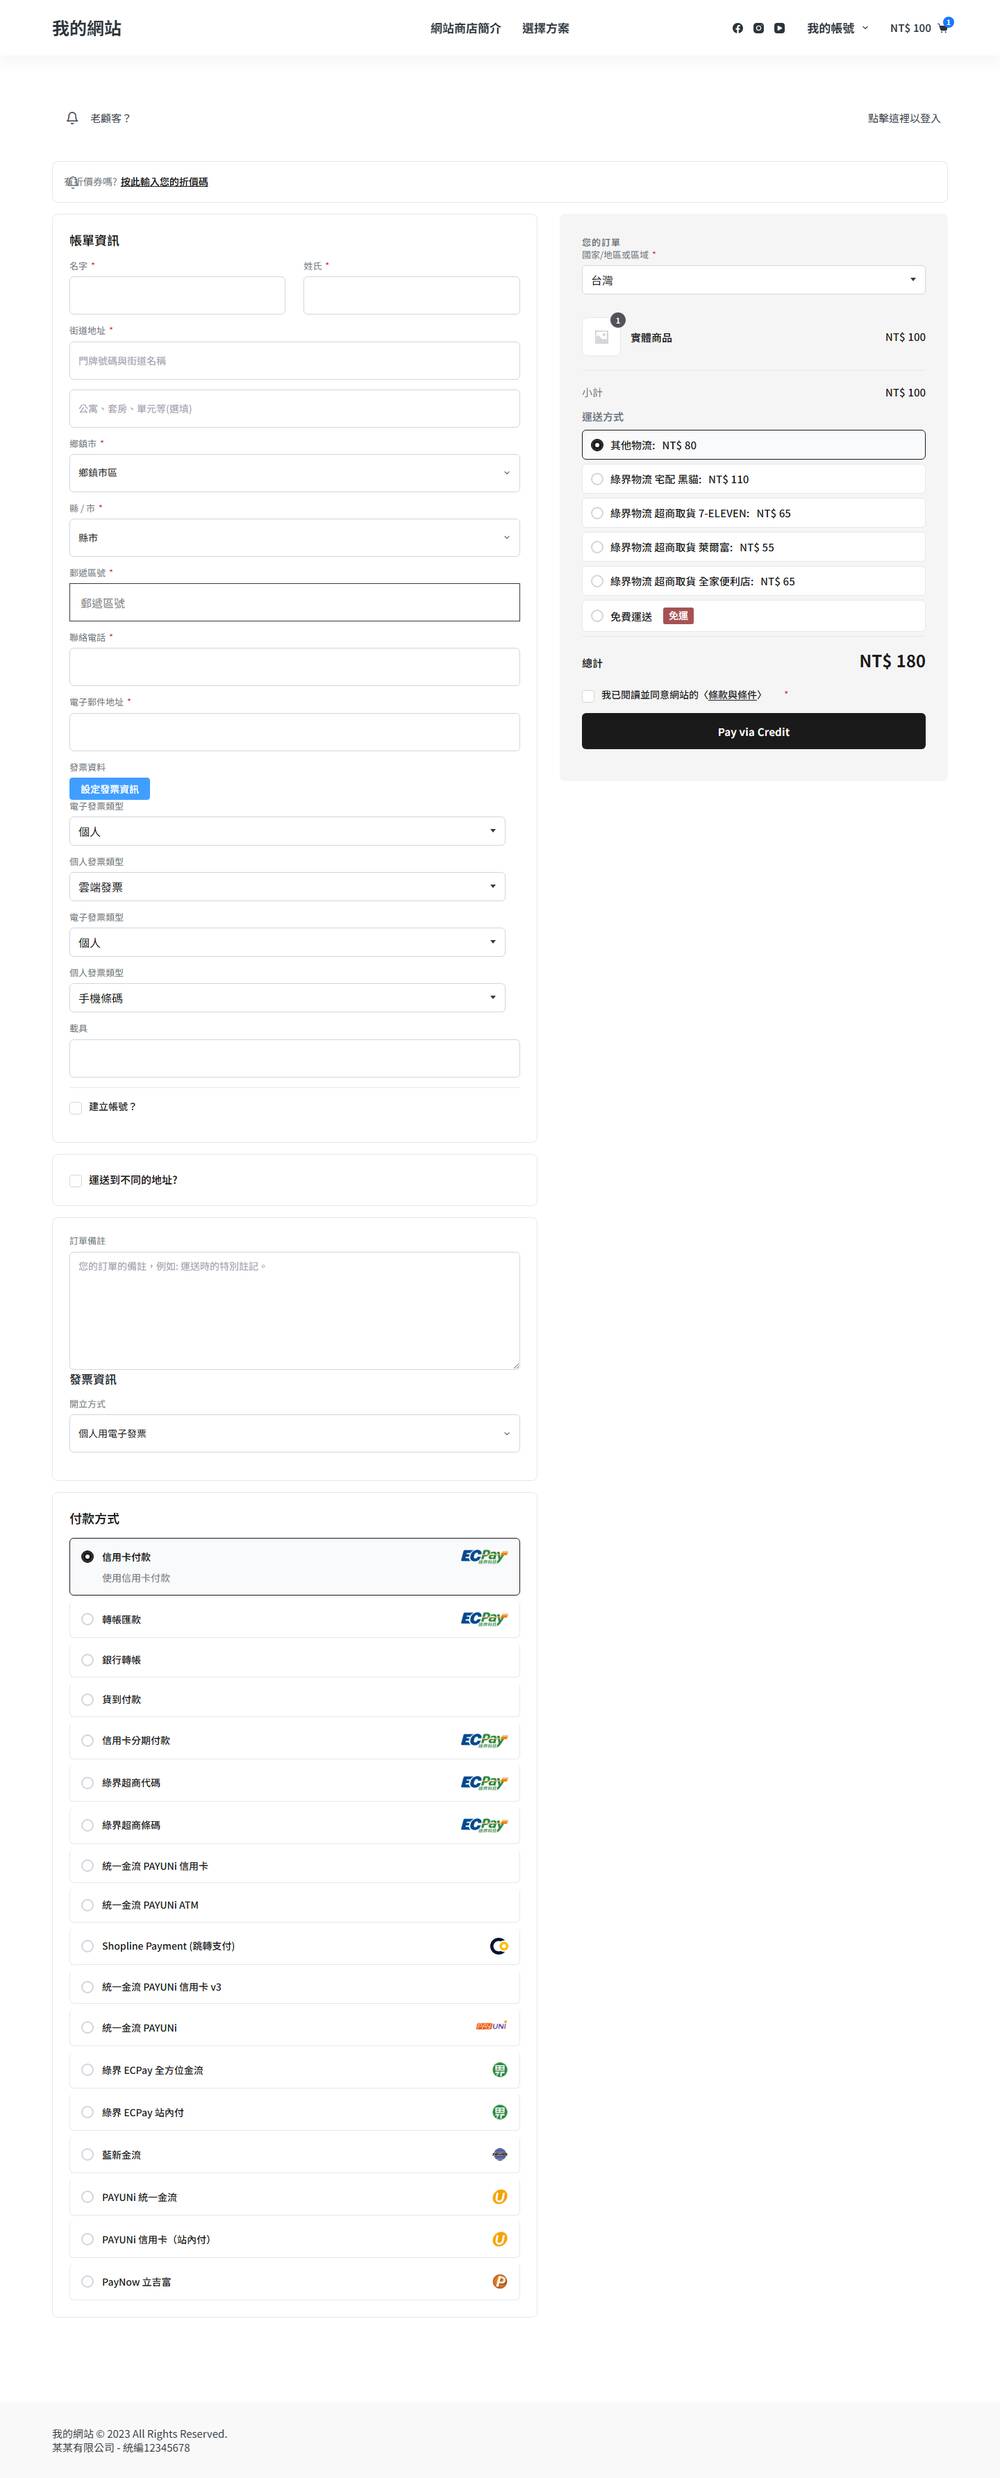 我的網站
網站商店簡介
選擇方案
我的帳號
NT$ 100
1
老顧客？
點擊這裡以登入
有折價券嗎? 按此輸入您的折價碼
帳單資訊
名字 *
姓氏 *
街道地址 *
門牌號碼與街道名稱
公寓、套房、單元等(選填)
鄉鎮市 *
鄉鎮市區
縣 / 市 *
縣市
郵遞區號 *
郵遞區號
聯絡電話 *
電子郵件地址 *
發票資料
設定發票資訊
電子發票類型
個人
個人發票類型
雲端發票
電子發票類型
個人
個人發票類型
手機條碼
載具
建立帳號？
運送到不同的地址?
訂單備註
您的訂單的備註，例如: 運送時的特別註記。
發票資訊
開立方式
個人用電子發票
付款方式
信用卡付款
ECPay
使用信用卡付款
轉帳匯款
ECPay
銀行轉帳
貨到付款
信用卡分期付款
ECPay
綠界超商代碼
ECPay
綠界超商條碼
ECPay
統一金流 PAYUNi 信用卡
統一金流 PAYUNi ATM
Shopline Payment (跳轉支付)
統一金流 PAYUNi 信用卡 v3
統一金流 PAYUNi
PAYUNi
綠界 ECPay 全方位金流
綠界 ECPay 站內付
藍新金流
PAYUNi 統一金流
PAYUNi 信用卡（站內付）
PayNow 立吉富
您的訂單
國家/地區或區域 *
台灣
1
實體商品
NT$ 100
小計
NT$ 100
運送方式
其他物流: NT$ 80
綠界物流 宅配 黑貓: NT$ 110
綠界物流 超商取貨 7-ELEVEN: NT$ 65
綠界物流 超商取貨 萊爾富: NT$ 55
綠界物流 超商取貨 全家便利店: NT$ 65
免費運送 免運
總計
NT$ 180
我已閱讀並同意網站的〈條款與條件〉 *
Pay via Credit
我的網站 © 2023 All Rights Reserved.
某某有限公司 - 統編12345678